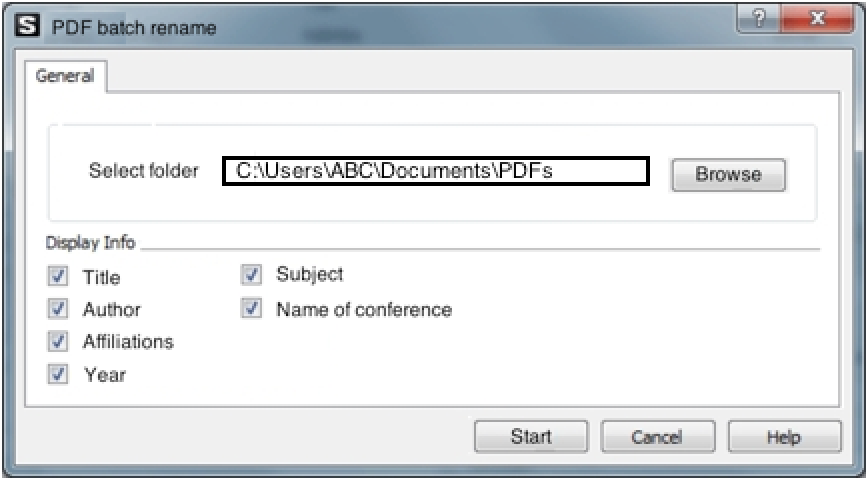 S PDF batch rename ?
General
Select folder C:\Users\ABC\Documents\PDFs Browse
Display Info
Title Subject
Author Name of conference
Affiliations
Year
Start Cancel Help